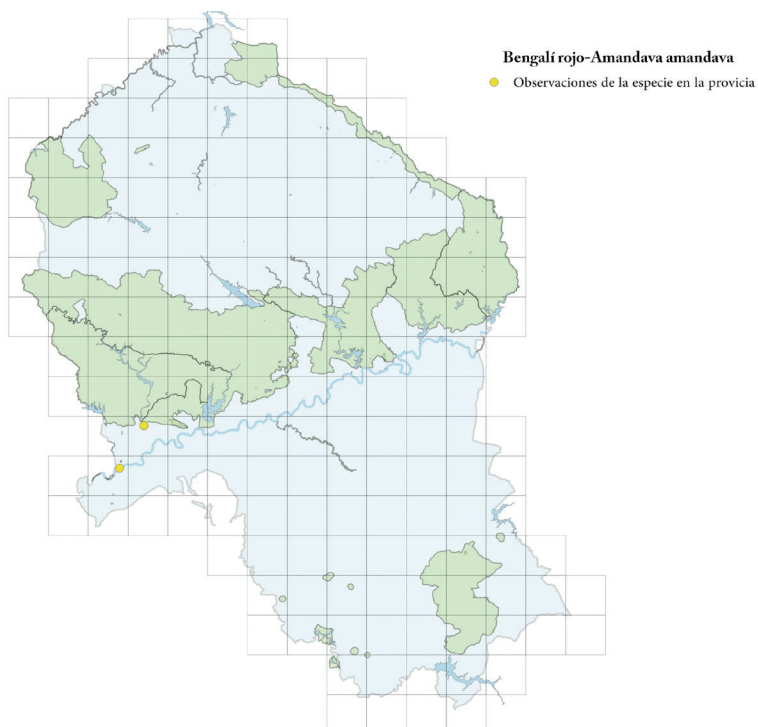 Bengalí rojo-Amandava amandava
Observaciones de la especie en la provicia